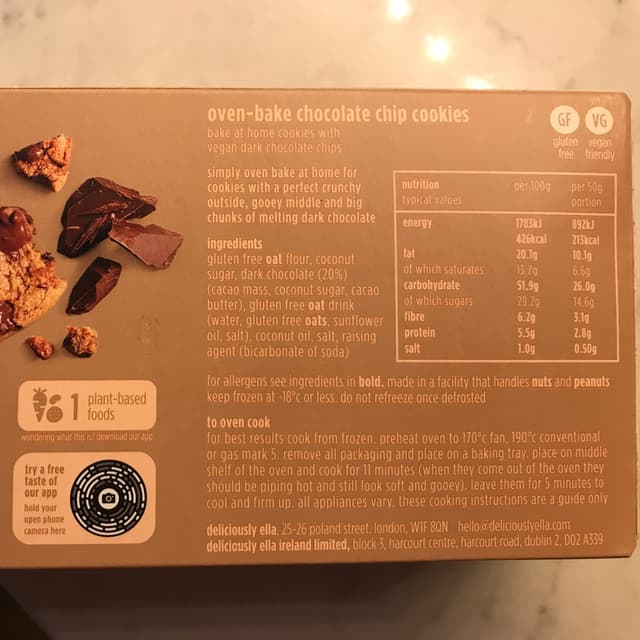 oven-bake chocolate chip cookies
bake at home cookies with
vegan dark chocolate chips
GF
VG
gluten free
vegan friendly
simply oven bake at home for
cookies with a perfect crunchy
outside, gooey middle and big
chunks of melting dark chocolate
ingredients
gluten free oat flour, coconut
sugar, dark chocolate (20%)
(cacao mass, coconut sugar, cacao
butter), gluten free oat drink
(water, gluten free oats, sunflower
oil, salt), coconut oil, salt, raising
agent (bicarbonate of soda)
nutrition per 100g per 50g
typical values portion
energy 1783kJ 892kJ
426kcal 213kcal
fat 20.1g 10.1g
of which saturates 13.2g 6.6g
carbohydrate 51.9g 26.0g
of which sugars 29.2g 14.6g
fibre 6.2g 3.1g
protein 5.5g 2.8g
salt 1.0g 0.50g
for allergens see ingredients in bold. made in a facility that handles nuts and peanuts
keep frozen at -18°c or less. do not refreeze once defrosted
to oven cook
for best results cook from frozen. preheat oven to 170°c fan, 190°c conventional
or gas mark 5. remove all packaging and place on a baking tray. place on middle
shelf of the oven and cook for 11 minutes (when they come out of the oven they
should be piping hot and still look soft and gooey). leave them for 5 minutes to
cool and firm up. all appliances vary, these cooking instructions are a guide only
deliciously ella, 25-26 poland street, london, W1F 8QN hello@deliciouslyella.com
deliciously ella ireland limited, block 3, harcourt centre, harcourt road, dublin 2, D02 A339
1 plant-based
foods
wondering what this is? download our app
try a free
taste of
our app
hold your
open phone
camera here